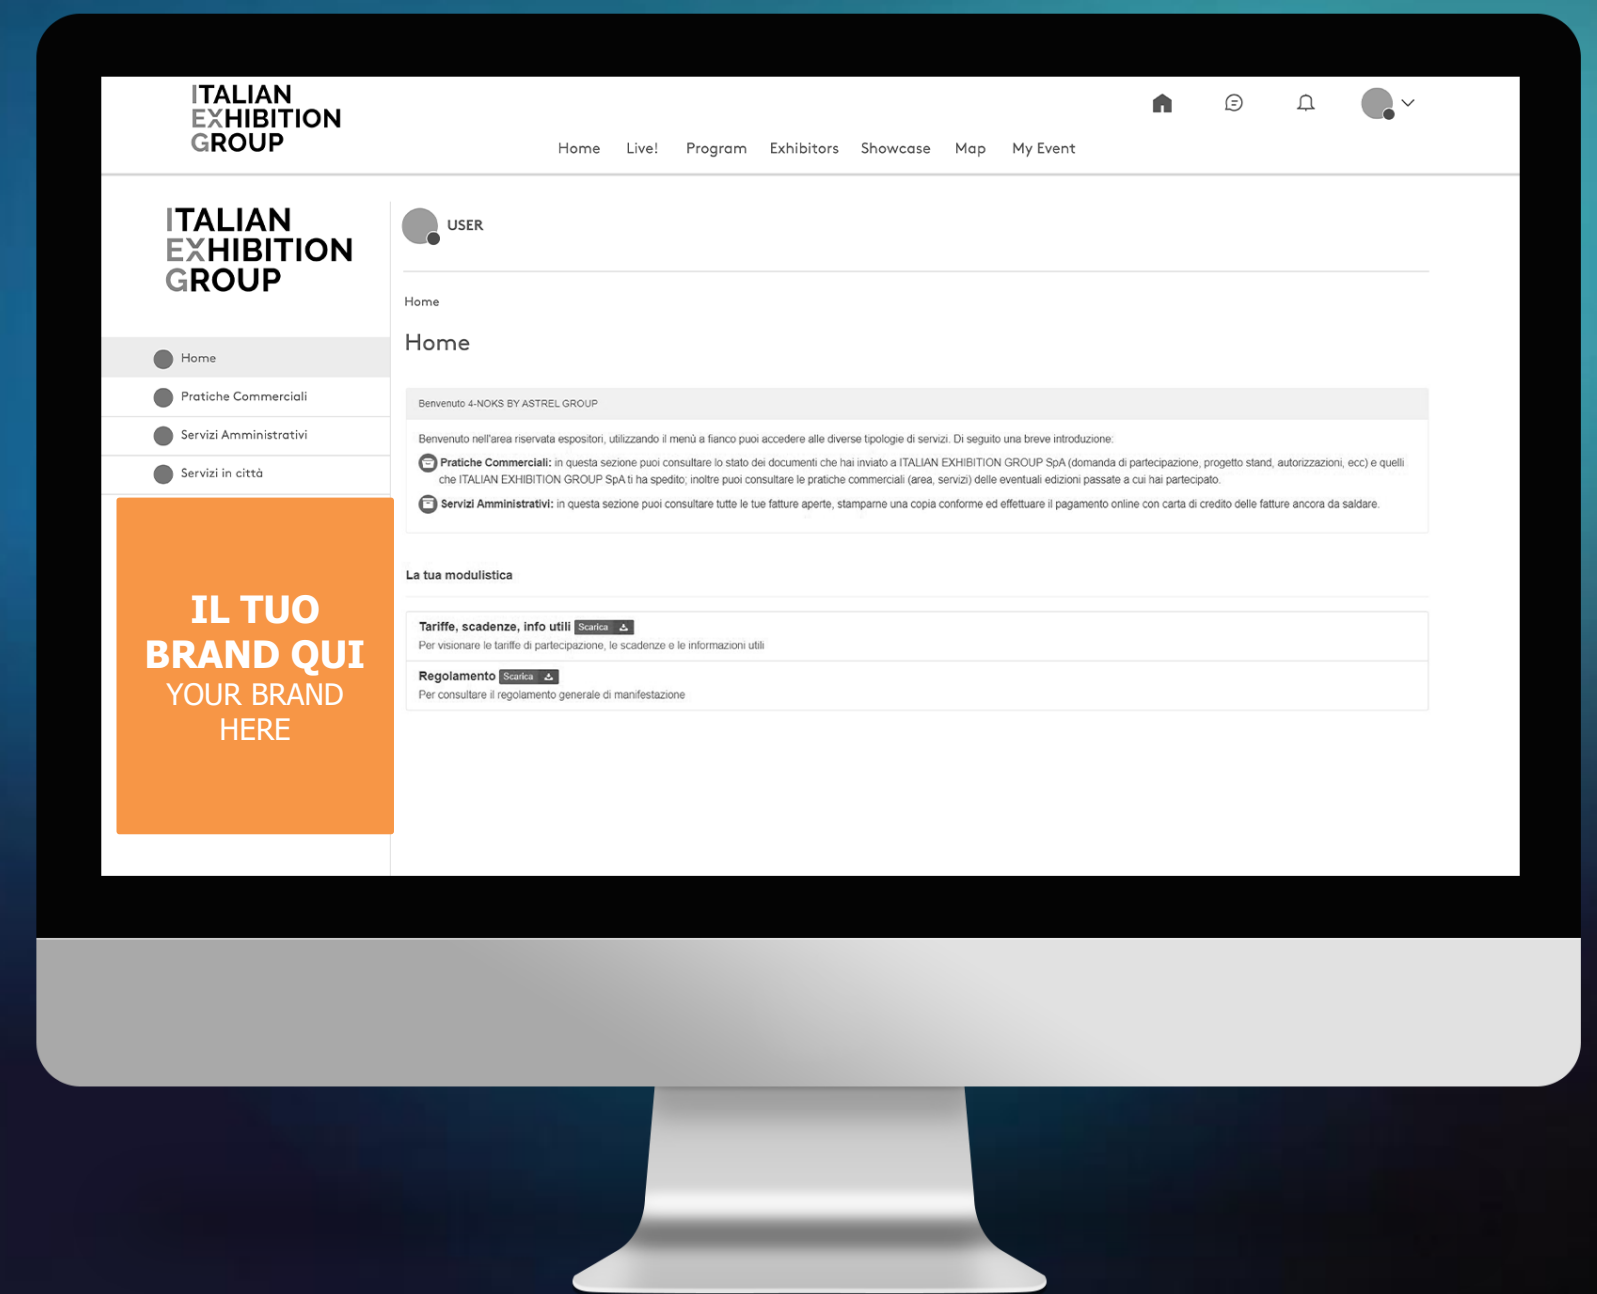 ITALIAN
EXHIBITION
GROUP
Home Live! Program Exhibitors Showcase Map My Event
ITALIAN
EXHIBITION
GROUP
USER
Home
Home
Home
Pratiche Commerciali
Servizi Amministrativi
Servizi in città
Benvenuto 4-NOKS BY ASTREL GROUP
Benvenuto nell'area riservata espositori, utilizzando il menù a fianco puoi accedere alle diverse tipologie di servizi. Di seguito una breve introduzione:
Pratiche Commerciali: in questa sezione puoi consultare lo stato dei documenti che hai inviato a ITALIAN EXHIBITION GROUP SpA (domanda di partecipazione, progetto stand, autorizzazioni, ecc) e quelli
che ITALIAN EXHIBITION GROUP SpA ti ha spedito; inoltre puoi consultare le pratiche commerciali (area, servizi) delle eventuali edizioni passate a cui hai partecipato.
Servizi Amministrativi: in questa sezione puoi consultare tutte le tue fatture aperte, stamparne una copia conforme ed effettuare il pagamento online con carta di credito delle fatture ancora da saldare.
La tua modulistica
Tariffe, scadenze, info utili Scarica
Per visionare le tariffe di partecipazione, le scadenze e le informazioni utili
Regolamento Scarica
Per consultare il regolamento generale di manifestazione
IL TUO
BRAND QUI
YOUR BRAND
HERE